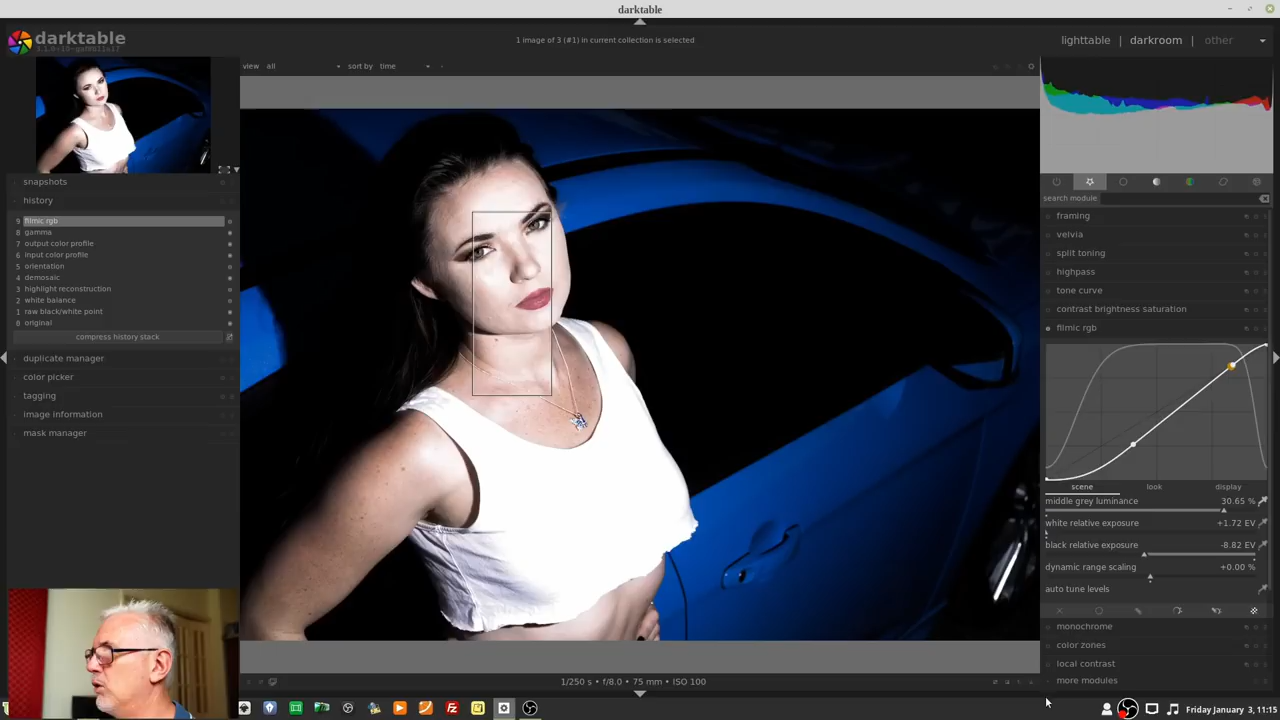 darktable
darktable
3.1.0~10~gaff811a17
1 image of 3 (#1) in current collection is selected
lighttable | darkroom | other
view all sort by time
snapshots
history
9 filmic rgb
8 gamma
7 output color profile
6 input color profile
5 orientation
4 demosaic
3 highlight reconstruction
2 white balance
1 raw black/white point
0 original
compress history stack
duplicate manager
color picker
tagging
image information
mask manager
search module
framing
velvia
split toning
highpass
tone curve
contrast brightness saturation
filmic rgb
scene look display
middle grey luminance 30.65 %
white relative exposure +1.72 EV
black relative exposure -8.82 EV
dynamic range scaling +0.00 %
auto tune levels
monochrome
color zones
local contrast
more modules
1/250 s • f/8.0 • 75 mm • ISO 100
Friday January 3, 11:15